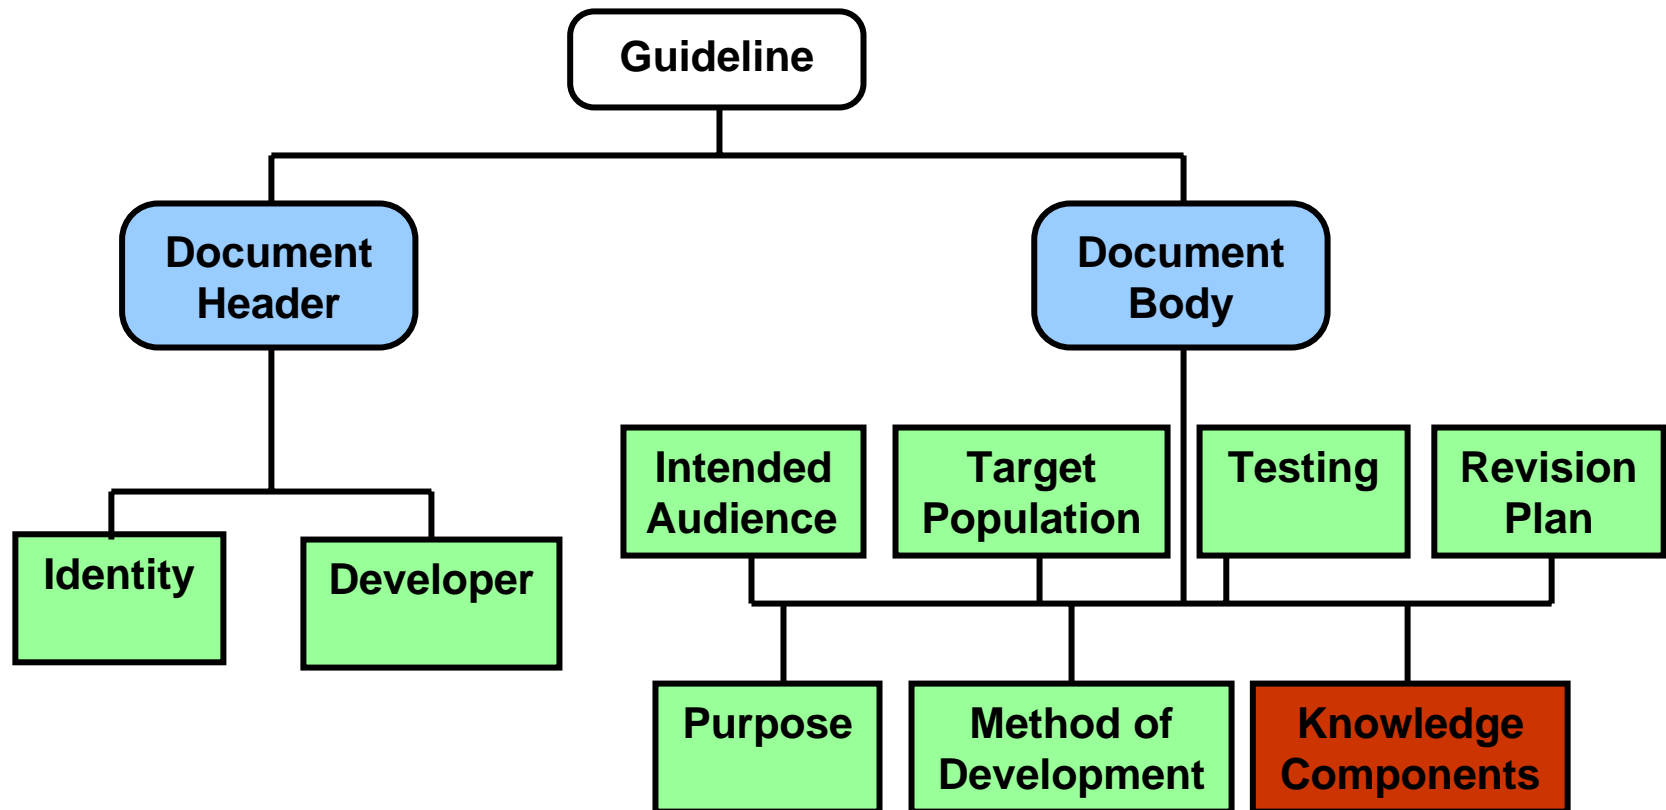 Guideline
Document
Header
Document
Body
Intended
Audience
Target
Population
Testing
Revision
Plan
Identity
Developer
Purpose
Method of
Development
Knowledge
Components